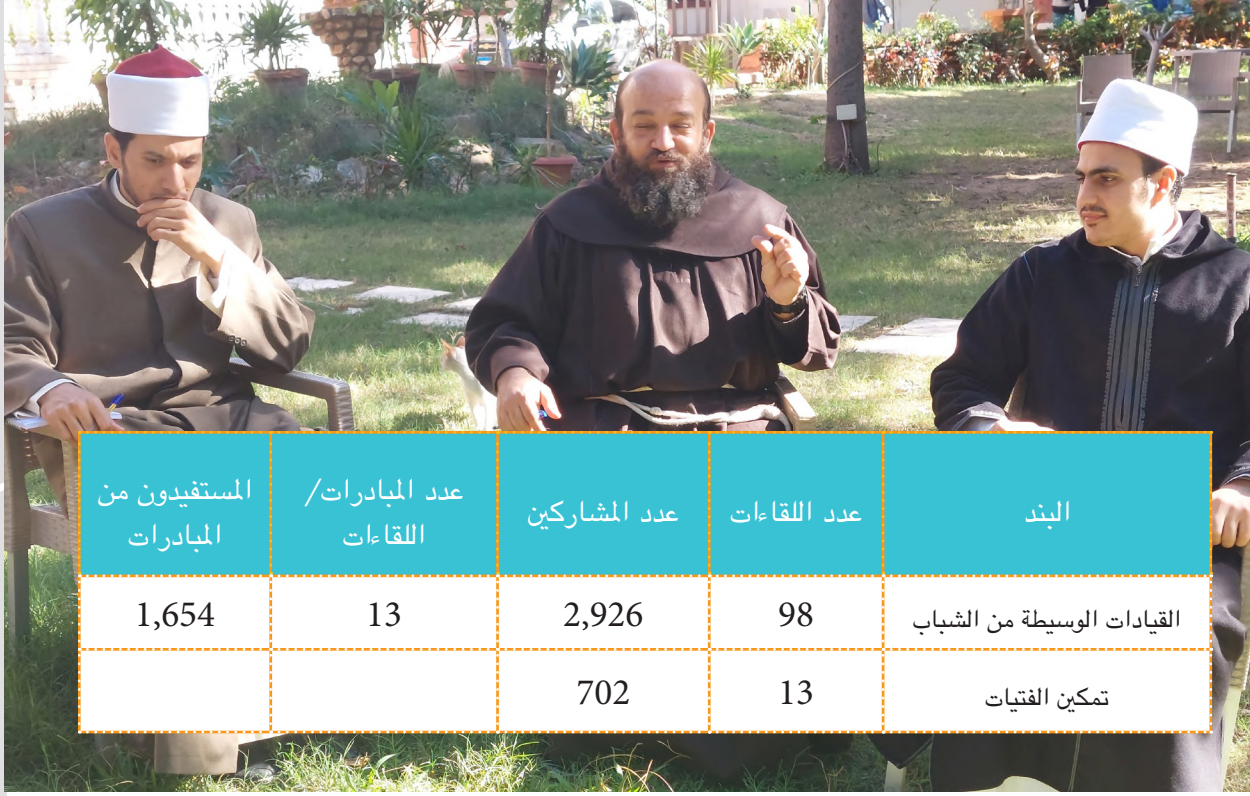 البند
عدد اللقاءات
عدد المشاركين
عدد المبادرات/
اللقاءات
المستفيدون من
المبادرات
القيادات الوسيطة من الشباب
98
2,926
13
1,654
تمكين الفتيات
13
702